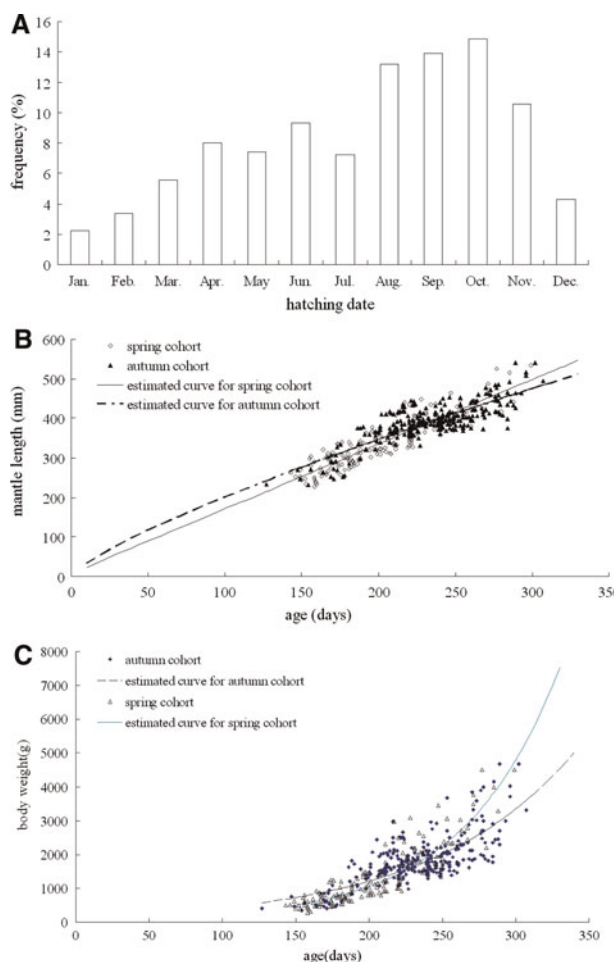 A
16
14
12
10
8
6
4
2
0
frequency (%)
Jan. Feb. Mar. Apr. May Jun. Jul. Aug. Sep. Oct. Nov. Dec.
hatching date
B
600
500
400
300
200
100
0
mantle length (mm)
spring cohort
autumn cohort
estimated curve for spring cohort
estimated curve for autumn cohort
0 50 100 150 200 250 300 350
age (days)
C
8000
7000
6000
5000
4000
3000
2000
1000
0
body weight(g)
autumn cohort
estimated curve for autumn cohort
spring cohort
estimated curve for spring cohort
0 50 100 150 200 250 300 350
age(days)